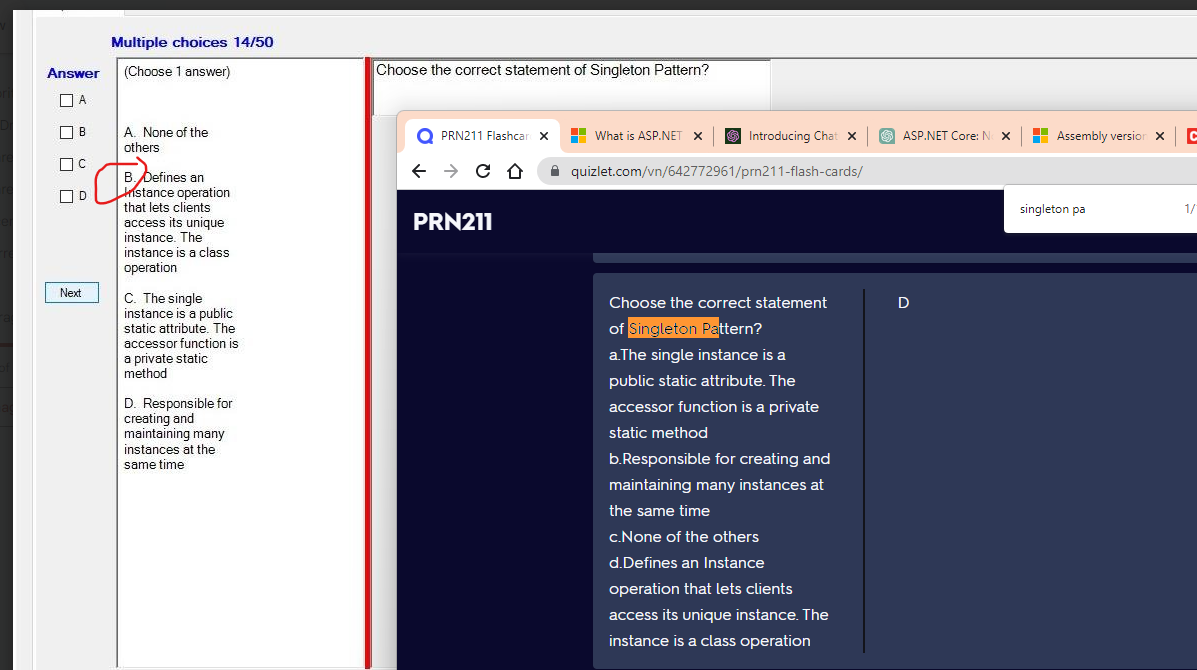 Multiple choices 14/50
Answer
A
B
C
D
Next
(Choose 1 answer)
A. None of the
others
B. Defines an
Instance operation
that lets clients
access its unique
instance. The
instance is a class
operation
C. The single
instance is a public
static attribute. The
accessor function is
a private static
method
D. Responsible for
creating and
maintaining many
instances at the
same time
Choose the correct statement of Singleton Pattern?
PRN211 Flashcar
What is ASP.NET
Introducing Chat
ASP.NET Core: N
Assembly version
quizlet.com/vn/642772961/prn211-flash-cards/
singleton pa
1/
PRN211
Choose the correct statement
of Singleton Pattern?
a.The single instance is a
public static attribute. The
accessor function is a private
static method
b.Responsible for creating and
maintaining many instances at
the same time
c.None of the others
d.Defines an Instance
operation that lets clients
access its unique instance. The
instance is a class operation
D